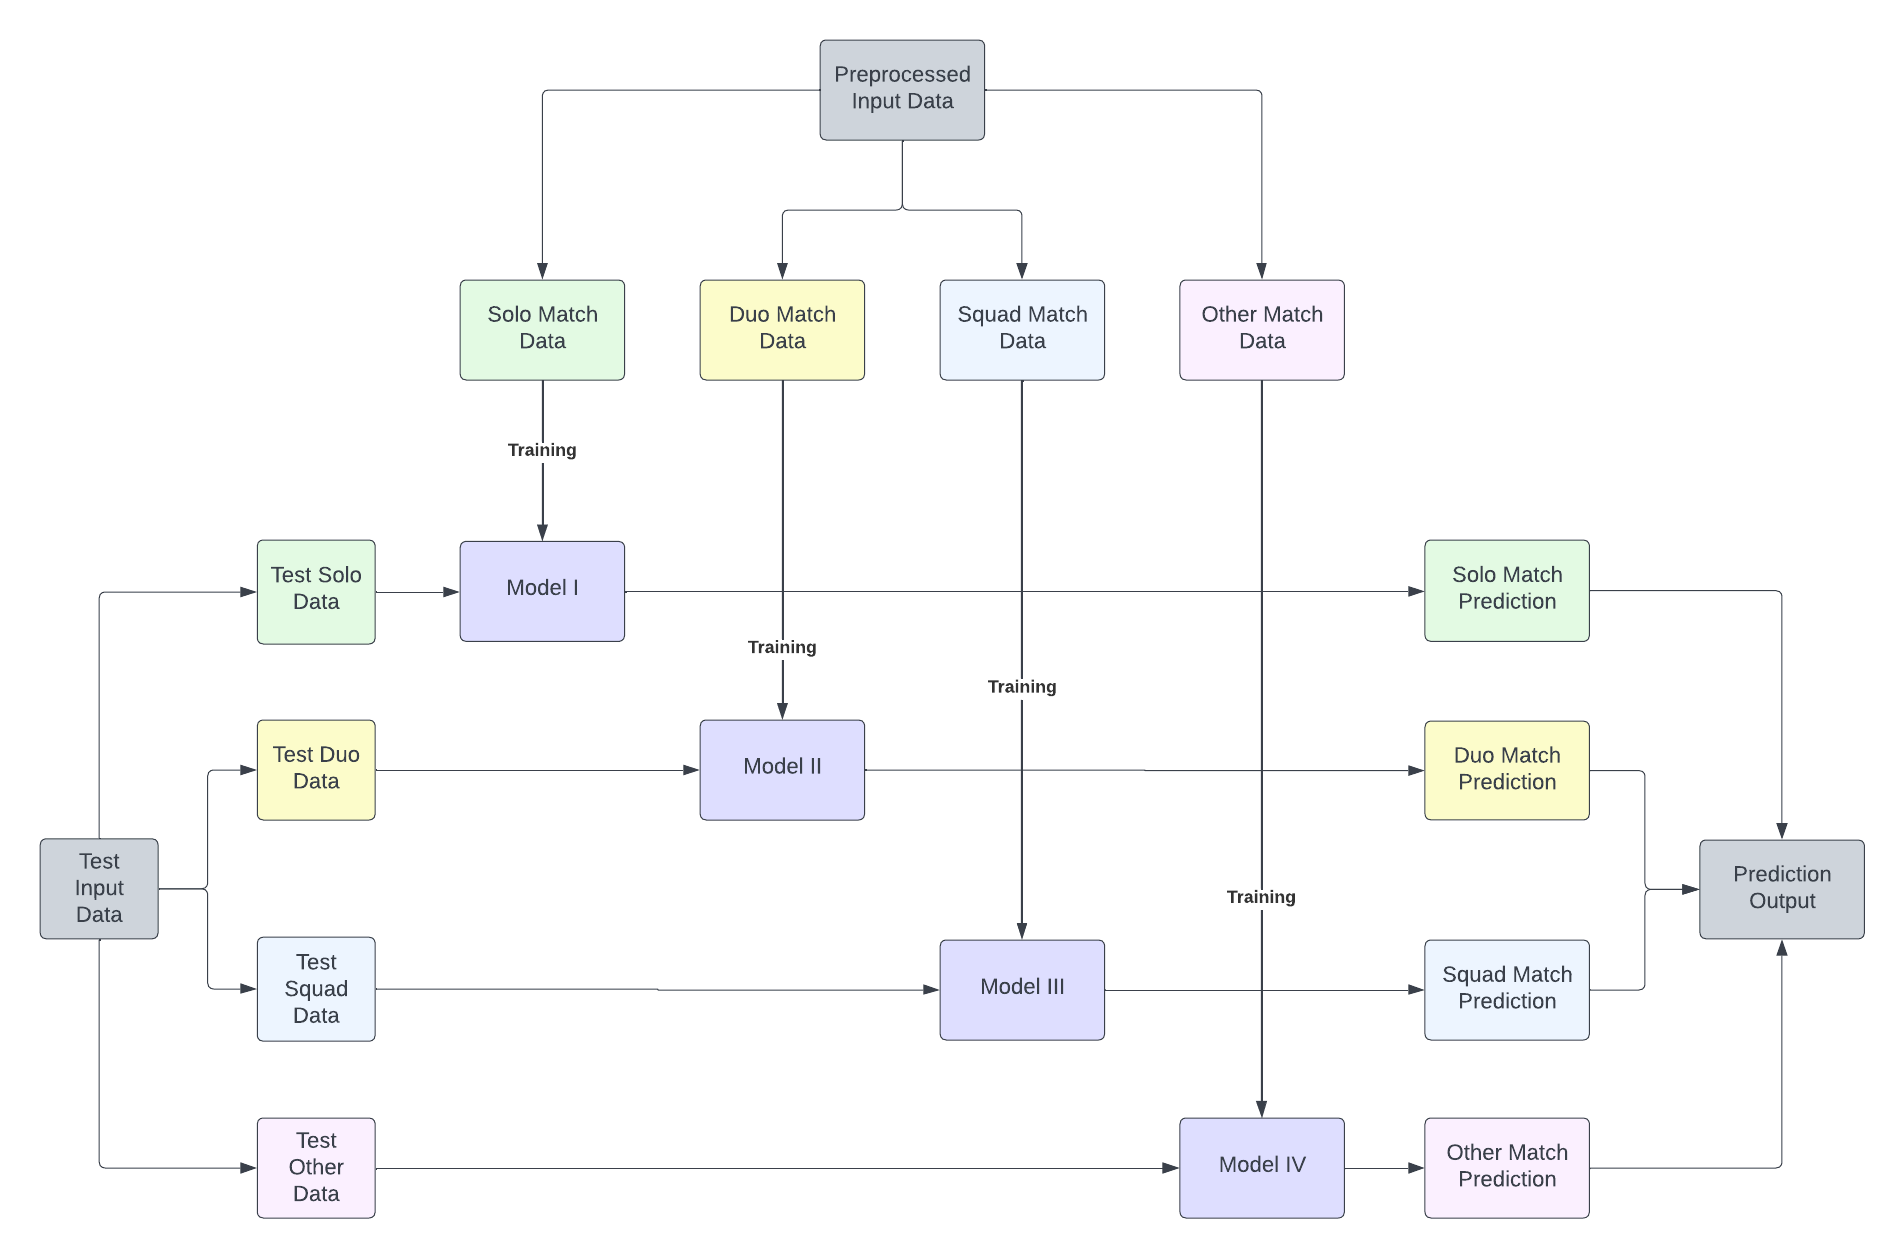 Preprocessed
Input Data
Solo Match
Data
Duo Match
Data
Squad Match
Data
Other Match
Data
Training
Test Solo
Data
Model I
Solo Match
Prediction
Training
Training
Test Duo
Data
Model II
Duo Match
Prediction
Test
Input
Data
Training
Prediction
Output
Test
Squad
Data
Model III
Squad Match
Prediction
Test
Other
Data
Model IV
Other Match
Prediction